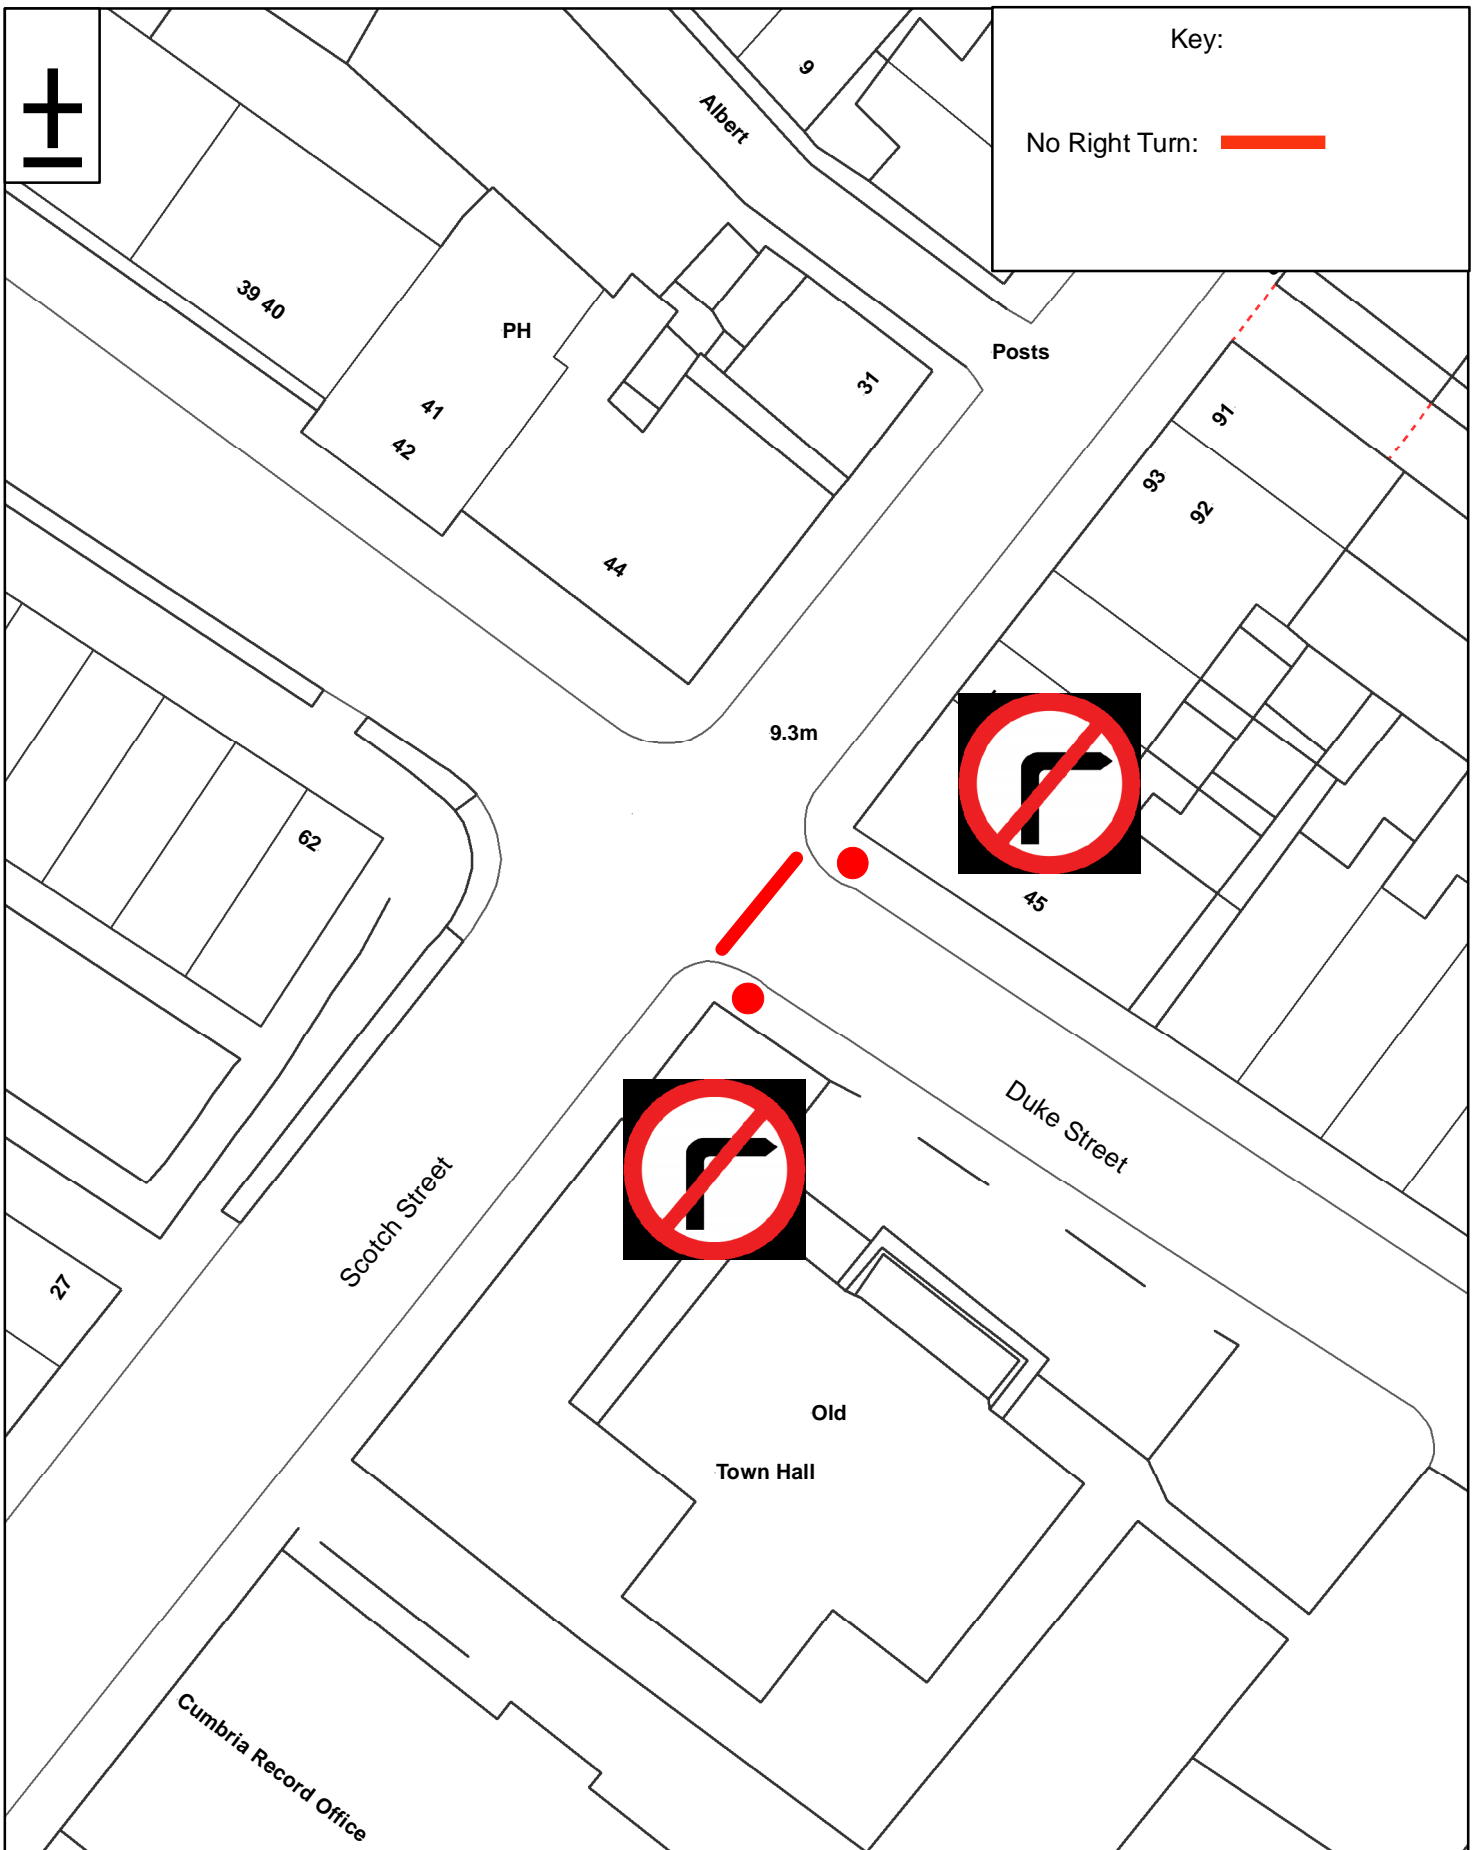 Key:
No Right Turn:
9
Albert
39 40
PH
41
42
31
Posts
91
93
92
44
9.3m
62
45
Duke Street
Scotch Street
27
Old
Town Hall
Cumbria Record Office